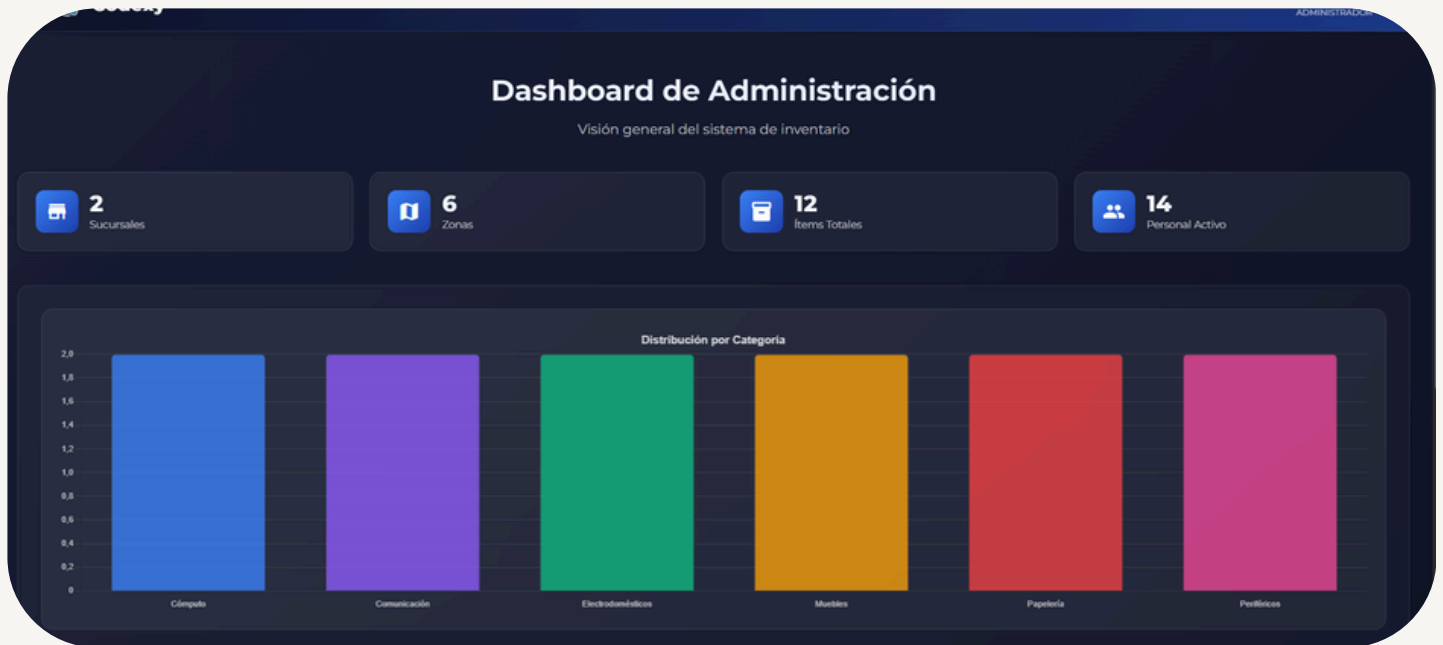 Codexy
ADMINISTRADOR
Dashboard de Administración
Visión general del sistema de inventario
2
Sucursales
6
Zonas
12
Ítems Totales
14
Personal Activo
Distribución por Categoría
2,0
1,8
1,6
1,4
1,2
1,0
0,8
0,6
0,4
0,2
0
Cómputo Comunicación Electrodomésticos Muebles Papelería Periféricos